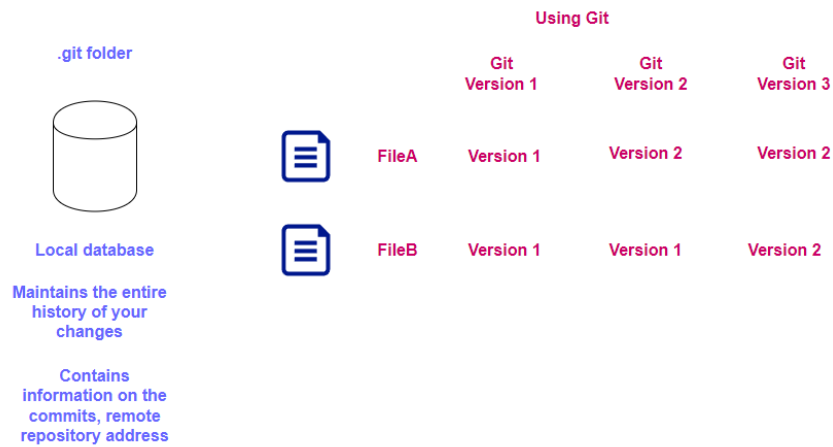 Using Git
.git folder
Git
Version 1
Git
Version 2
Git
Version 3
FileA
Version 1
Version 2
Version 2
FileB
Version 1
Version 1
Version 2
Local database
Maintains the entire
history of your
changes
Contains
information on the
commits, remote
repository address